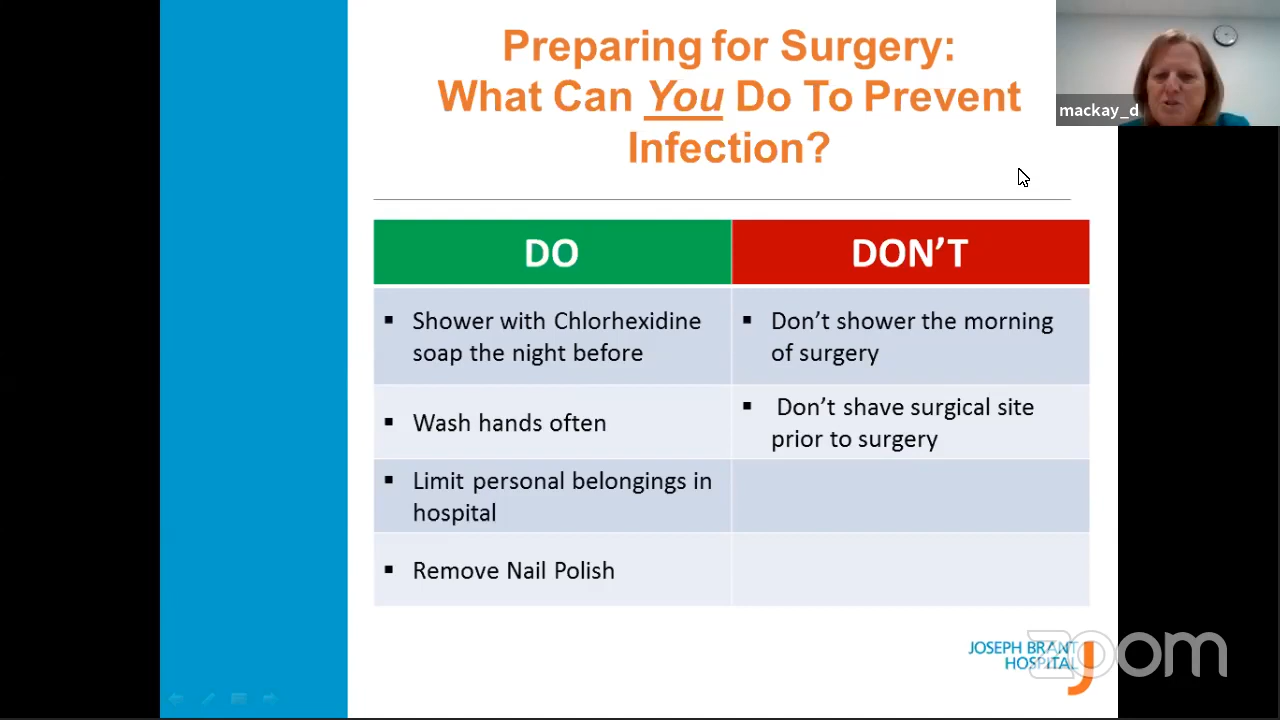 Preparing for Surgery:
What Can You Do To Prevent
Infection?
mackay_d
DO
DON’T
▪ Shower with Chlorhexidine
soap the night before
▪ Don’t shower the morning
of surgery
▪ Wash hands often
▪ Don’t shave surgical site
prior to surgery
▪ Limit personal belongings in
hospital
▪ Remove Nail Polish
JOSEPH BRANT
HOSPITAL
zoom